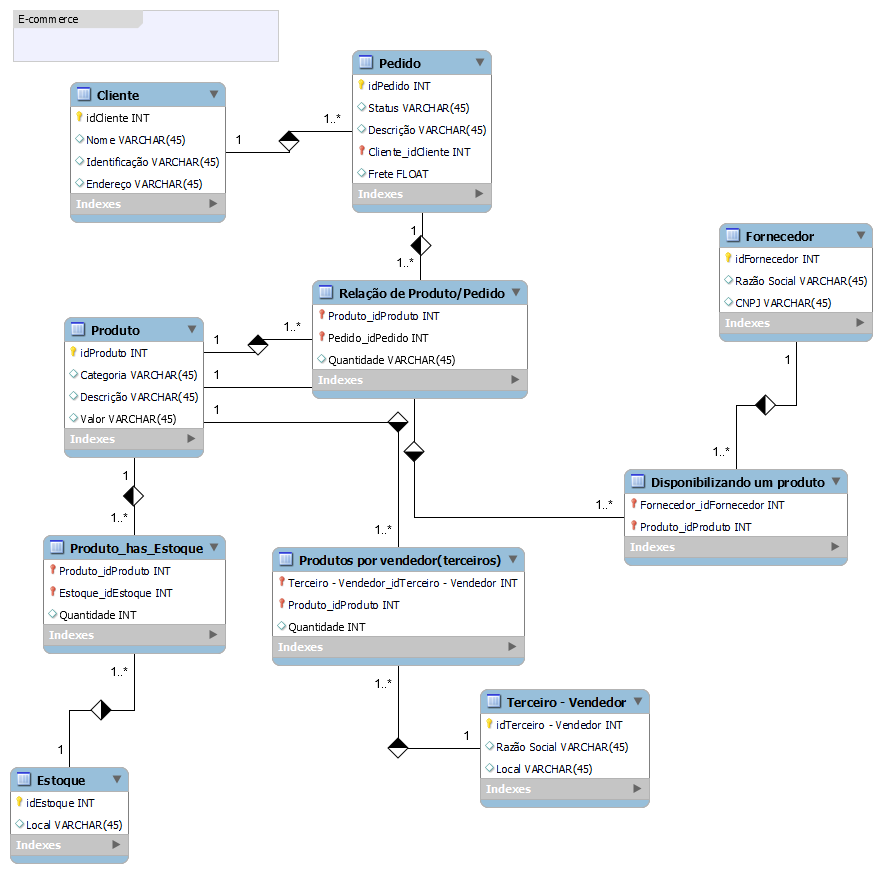 E-commerce
Pedido
idPedido INT
Status VARCHAR(45)
Descrição VARCHAR(45)
Cliente_idCliente INT
Frete FLOAT
Indexes
Cliente
idCliente INT
Nome VARCHAR(45)
Identificação VARCHAR(45)
Endereço VARCHAR(45)
Indexes
1
1..*
1
1..*
Fornecedor
idFornecedor INT
Razão Social VARCHAR(45)
CNPJ VARCHAR(45)
Indexes
Relação de Produto/Pedido
Produto_idProduto INT
Pedido_idPedido INT
Quantidade VARCHAR(45)
Indexes
Produto
idProduto INT
Categoria VARCHAR(45)
Descrição VARCHAR(45)
Valor VARCHAR(45)
Indexes
1
1..*
1
1
1
1..*
1
1..*
1..*
1..*
Disponibilizando um produto
Fornecedor_idFornecedor INT
Produto_idProduto INT
Indexes
Produto_has_Estoque
Produto_idProduto INT
Estoque_idEstoque INT
Quantidade INT
Indexes
Produtos por vendedor(terceiros)
Terceiro - Vendedor_idTerceiro - Vendedor INT
Produto_idProduto INT
Quantidade INT
Indexes
1..*
1
1..*
1
Terceiro - Vendedor
idTerceiro - Vendedor INT
Razão Social VARCHAR(45)
Local VARCHAR(45)
Indexes
Estoque
idEstoque INT
Local VARCHAR(45)
Indexes